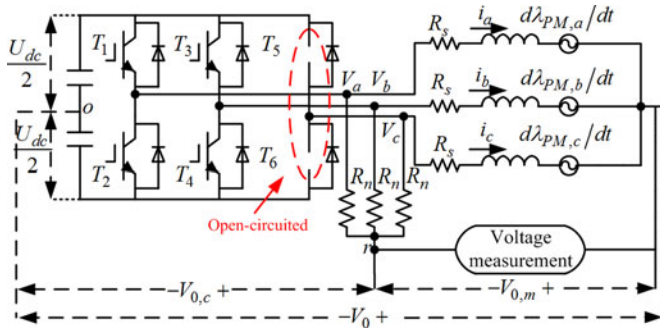 U_dc/2
o
U_dc/2
T_1
T_3
T_5
T_2
T_4
T_6
V_a
V_b
V_c
R_s
i_a
dλ_PM,a/dt
R_s
i_b
dλ_PM,b/dt
R_s
i_c
dλ_PM,c/dt
R_n
R_n
R_n
Open-circuited
n
Voltage
measurement
−V_0,c +
−V_0,m +
−V_0 +